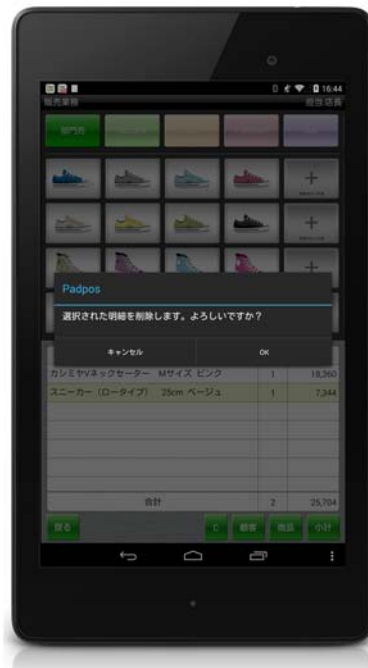 16:44
販売業務 担当:店長
Padpos
選択された明細を削除します。よろしいですか？
キャンセル OK
カシミヤVネックセーター Mサイズ ピンク 1 18,360
スニーカー（ロータイプ） 25cm ベージュ 1 7,344
合計 2 25,704
戻る C 顧客 商品 小計